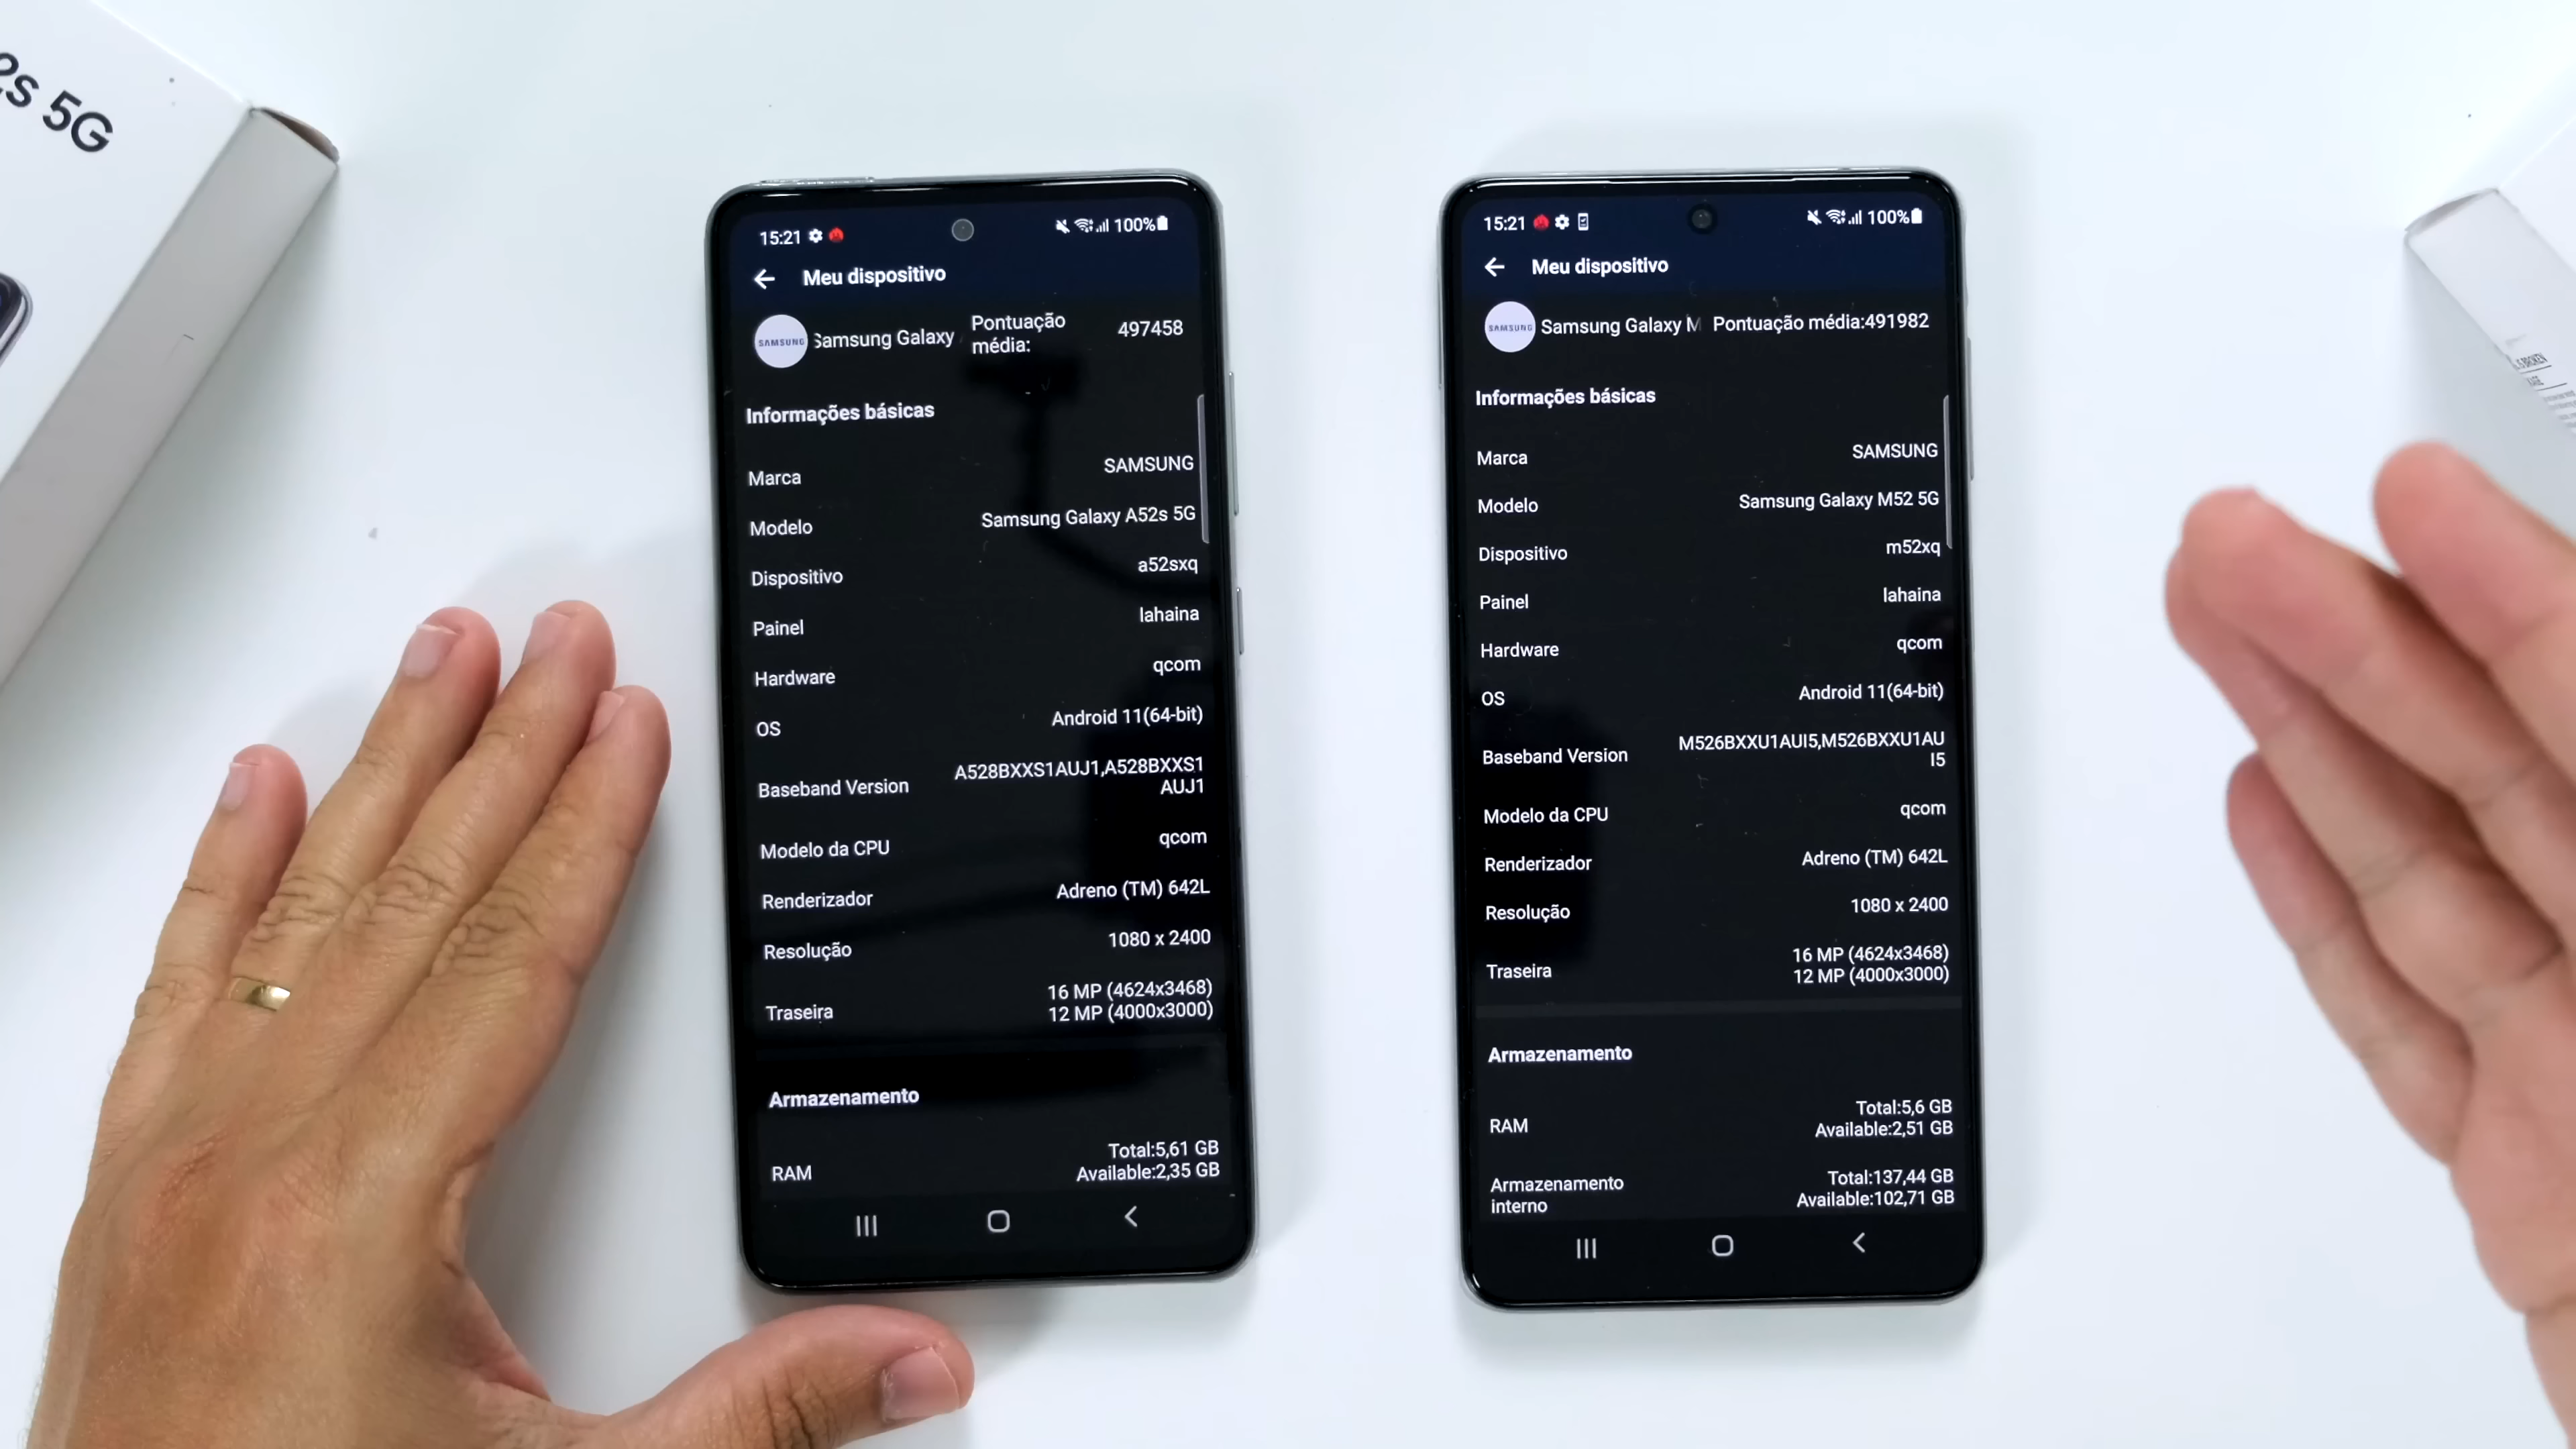 2s 5G
15:21
100%
Meu dispositivo
SAMSUNG
Samsung Galaxy
Pontuação
média:
497458
Informações básicas
Marca SAMSUNG
Modelo Samsung Galaxy A52s 5G
Dispositivo a52sxq
Painel lahaina
Hardware qcom
OS Android 11(64-bit)
Baseband Version A528BXXS1AUJ1,A528BXXS1
AUJ1
Modelo da CPU qcom
Renderizador Adreno (TM) 642L
Resolução 1080 x 2400
Traseira 16 MP (4624x3468)
12 MP (4000x3000)
Armazenamento
RAM Total:5,61 GB
Available:2,35 GB
15:21
100%
Meu dispositivo
SAMSUNG
Samsung Galaxy M Pontuação média:491982
Informações básicas
Marca SAMSUNG
Modelo Samsung Galaxy M52 5G
Dispositivo m52xq
Painel lahaina
Hardware qcom
OS Android 11(64-bit)
Baseband Version M526BXXU1AUI5,M526BXXU1AU
I5
Modelo da CPU qcom
Renderizador Adreno (TM) 642L
Resolução 1080 x 2400
Traseira 16 MP (4624x3468)
12 MP (4000x3000)
Armazenamento
RAM Total:5,6 GB
Available:2,51 GB
Armazenamento
interno
Total:137,44 GB
Available:102,71 GB
BROKEN